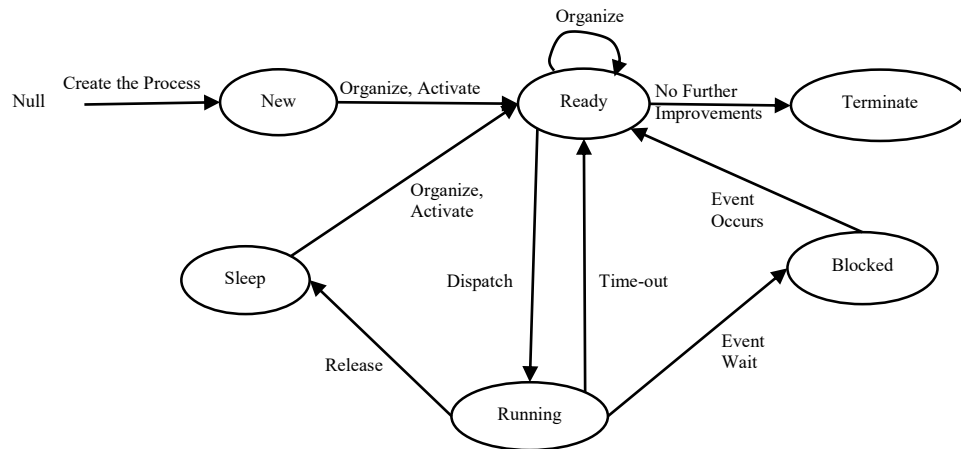 Organize
Create the Process
Null
New
Organize, Activate
Ready
No Further
Improvements
Terminate
Organize,
Activate
Event
Occurs
Sleep
Dispatch
Time-out
Blocked
Release
Event
Wait
Running